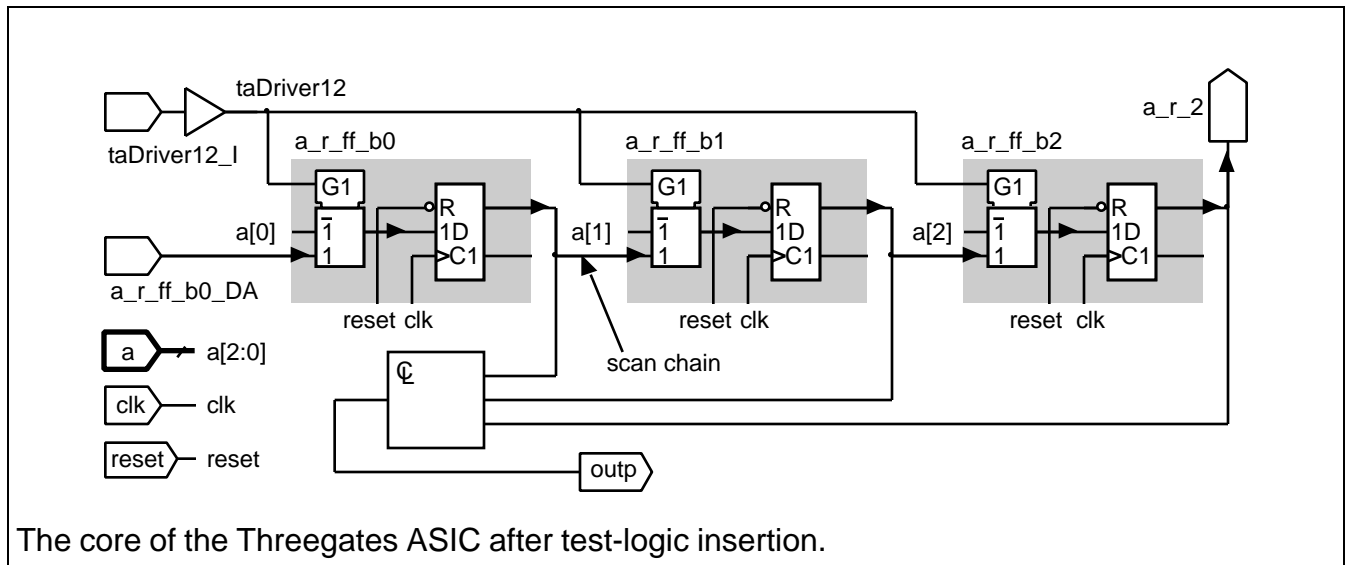 taDriver12
taDriver12_I
a_r_2
a_r_ff_b0
a_r_ff_b1
a_r_ff_b2
G1
G1
G1
R
R
R
a[0]
1
1D
a[1]
1
1D
a[2]
1
1D
1
C1
1
C1
1
C1
a_r_ff_b0_DA
reset clk
reset clk
reset clk
a
a[2:0]
scan chain
CL
clk
clk
reset
reset
outp
The core of the Threegates ASIC after test-logic insertion.